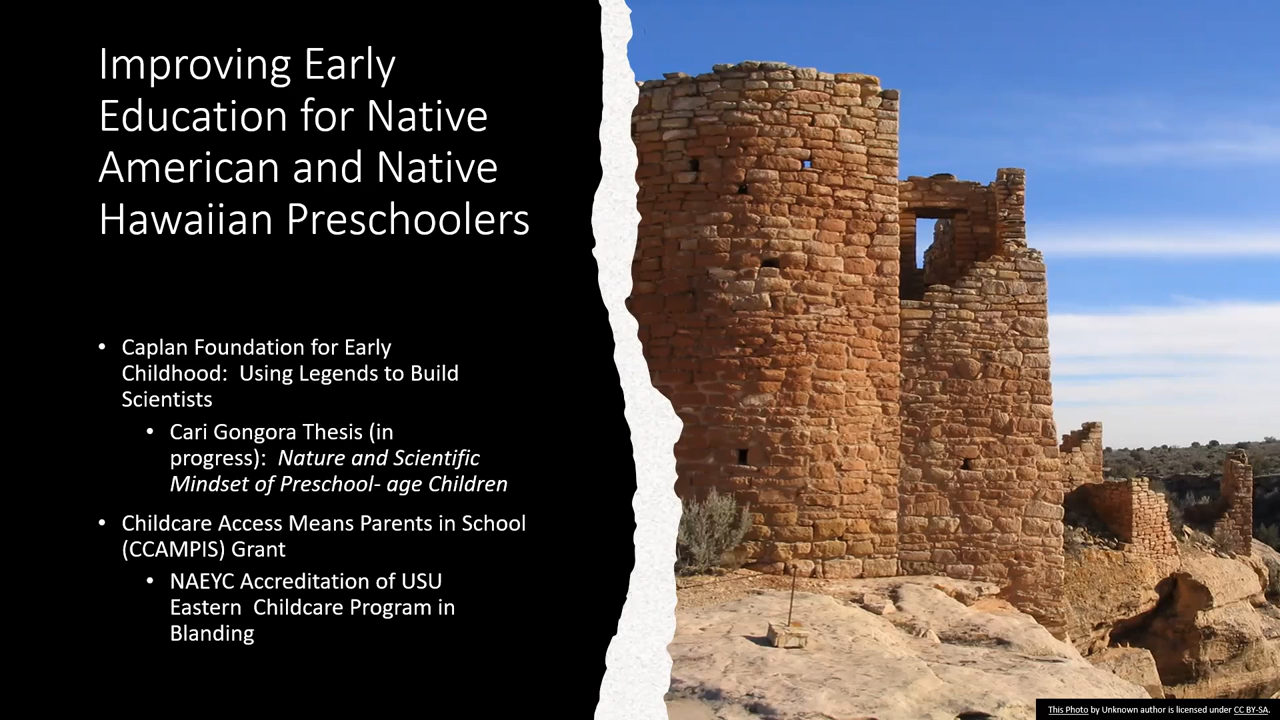 Improving Early
Education for Native
American and Native
Hawaiian Preschoolers
• Caplan Foundation for Early
Childhood:  Using Legends to Build
Scientists
• Cari Gongora Thesis (in
progress):  Nature and Scientific
Mindset of Preschool- age Children
• Childcare Access Means Parents in School
(CCAMPIS) Grant
• NAEYC Accreditation of USU
Eastern  Childcare Program in
Blanding
This Photo by Unknown author is licensed under CC BY-SA.